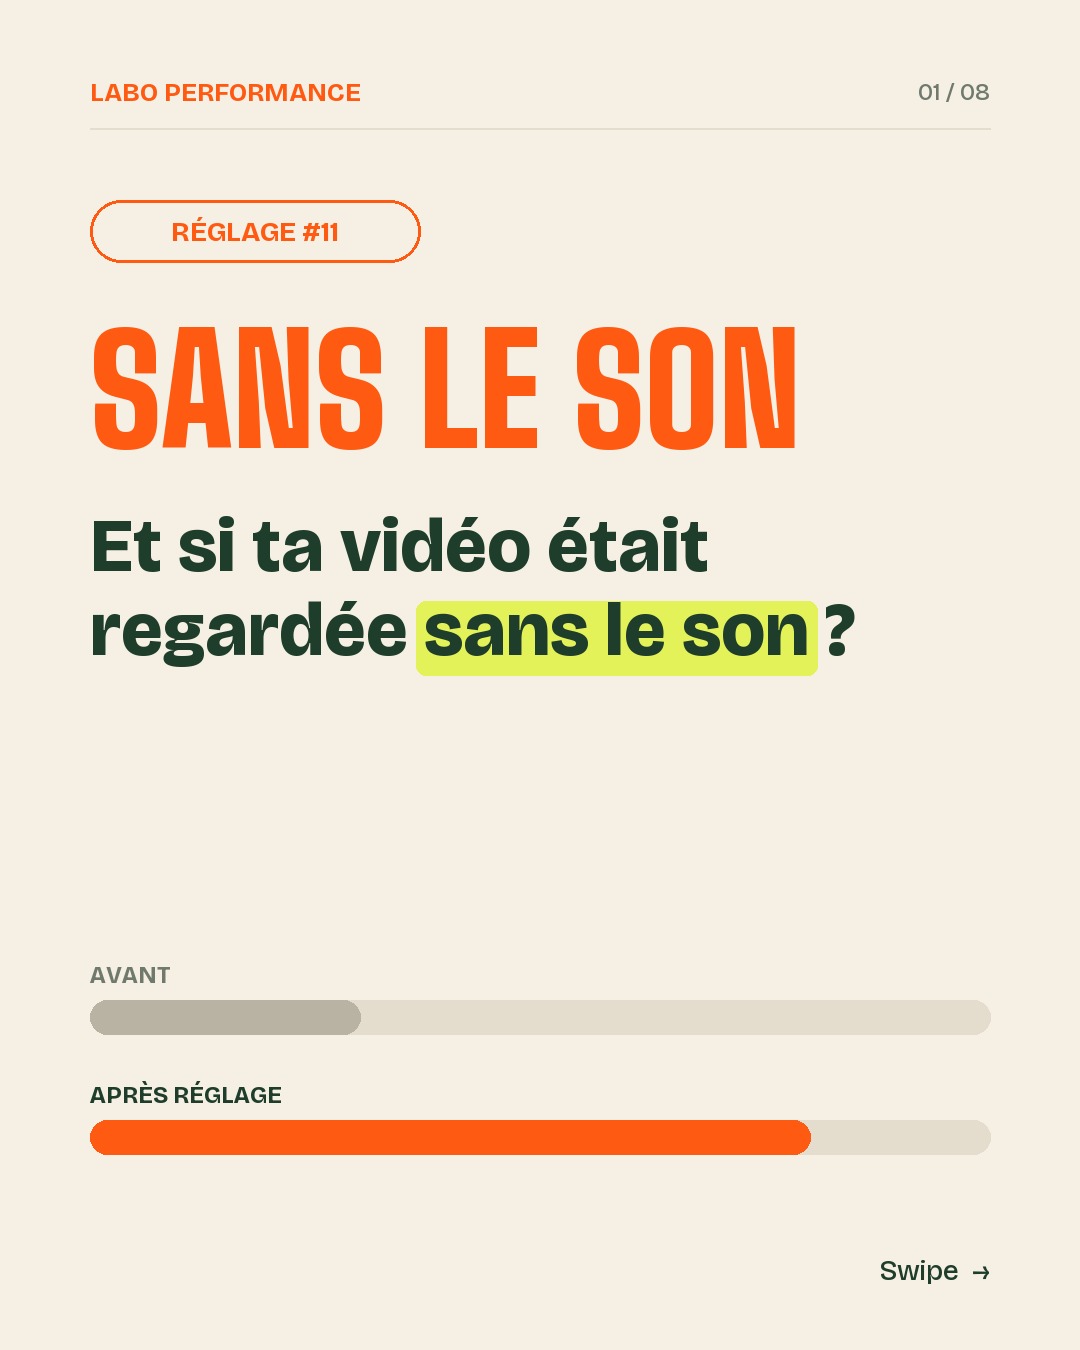 LABO PERFORMANCE
01 / 08
RÉGLAGE #11
SANS LE SON
Et si ta vidéo était
regardée sans le son ?
AVANT
APRÈS RÉGLAGE
Swipe →